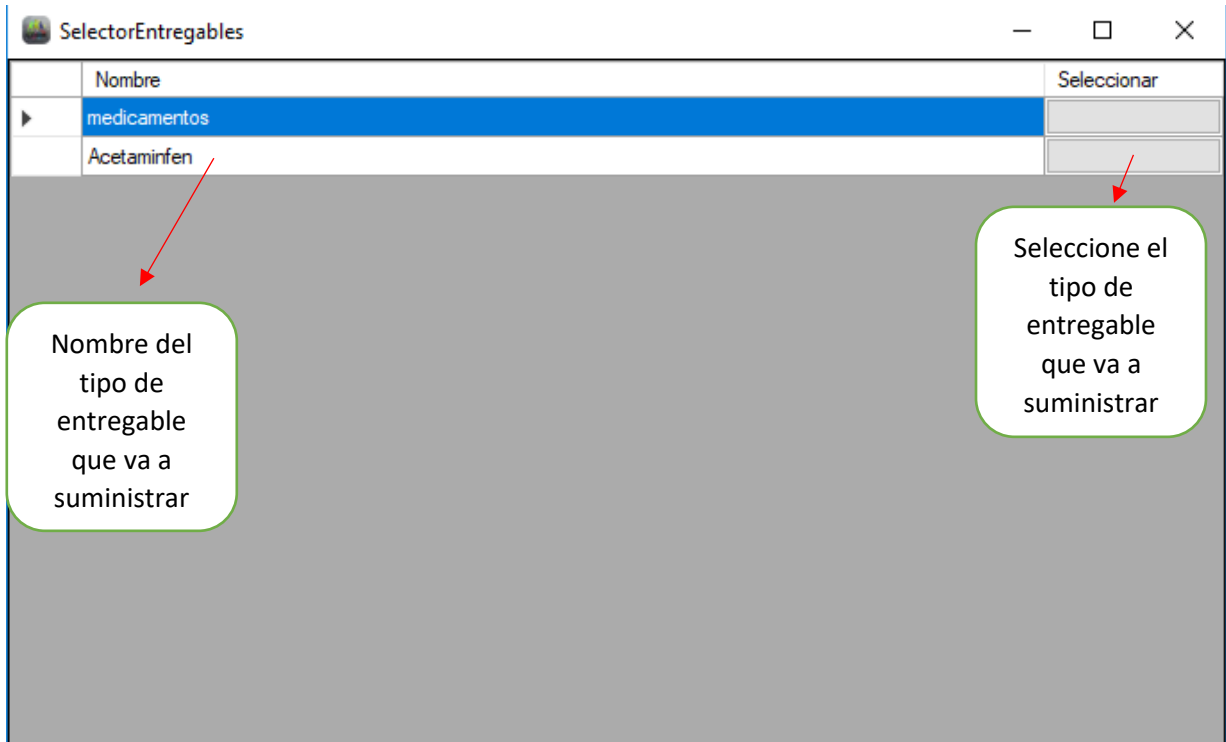 SelectorEntregables
Nombre Seleccionar
medicamentos
Acetaminfen
Seleccione el
tipo de
entregable
que va a
suministrar
Nombre del
tipo de
entregable
que va a
suministrar